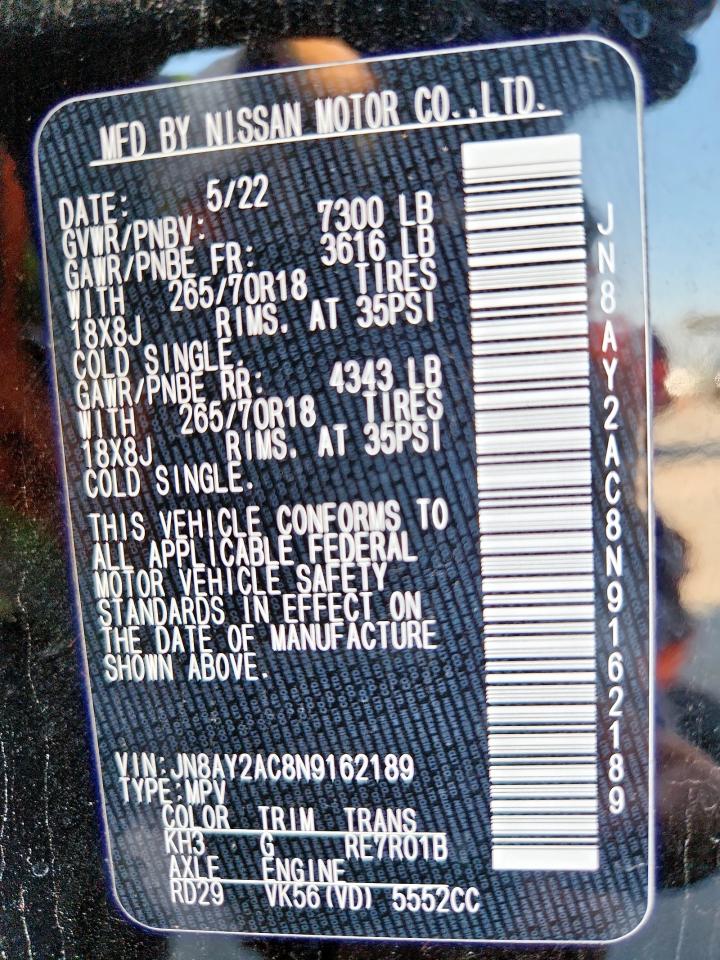 MFD BY NISSAN MOTOR CO.,LTD.
DATE: 5/22
GVWR/PNBV: 7300 LB
GAWR/PNBE FR: 3616 LB
WITH 265/70R18 TIRES
18X8J RIMS. AT 35PSI
COLD SINGLE.
GAWR/PNBE RR: 4343 LB
WITH 265/70R18 TIRES
18X8J RIMS. AT 35PSI
COLD SINGLE.
THIS VEHICLE CONFORMS TO
ALL APPLICABLE FEDERAL
MOTOR VEHICLE SAFETY
STANDARDS IN EFFECT ON
THE DATE OF MANUFACTURE
SHOWN ABOVE.
VIN:JN8AY2AC8N9162189
TYPE:MPV
COLOR TRIM TRANS
KH3 G RE7R01B
AXLE ENGINE
RD29 VK56(VD) 5552CC
JN8AY2AC8N9162189